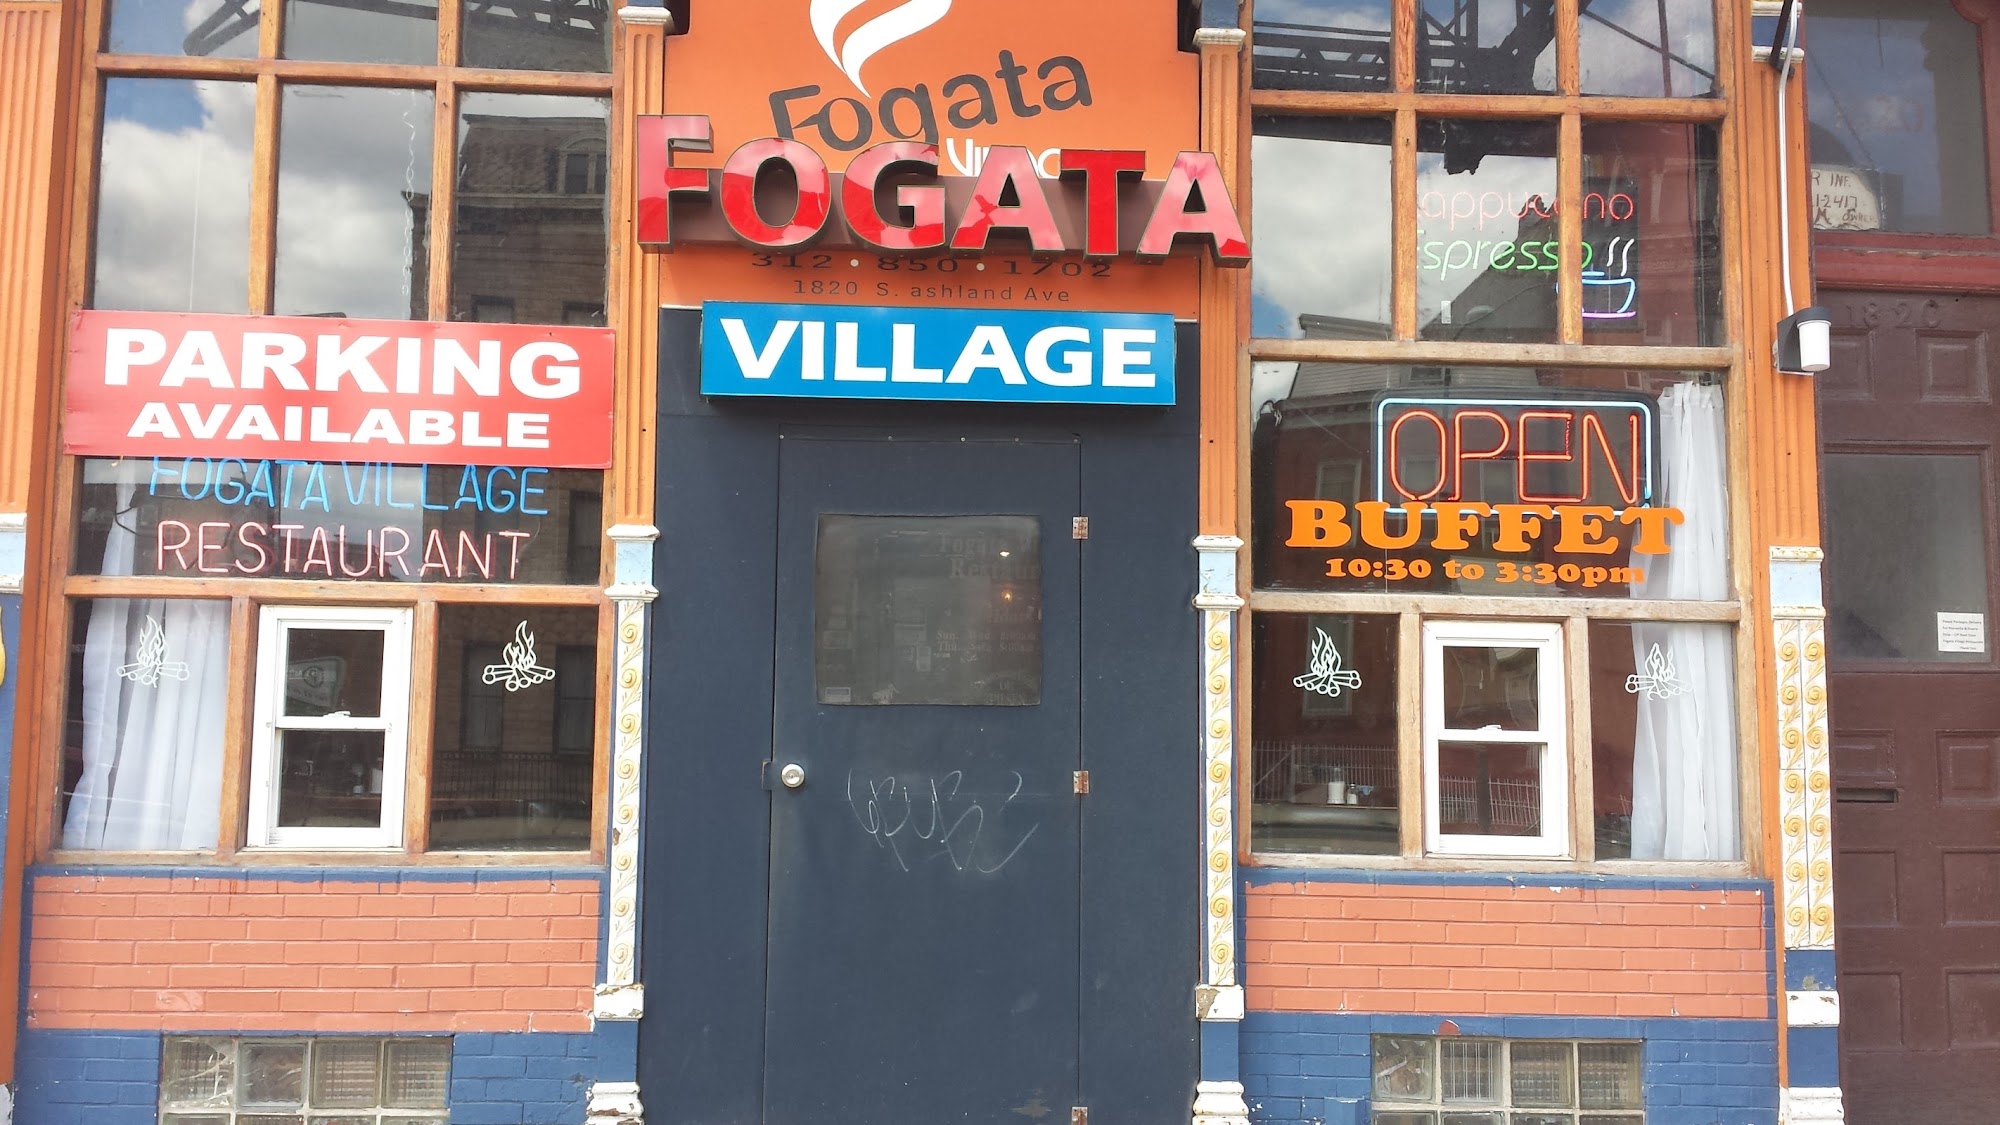 Fogata
FOGATA
312 • 850 • 1702
1820 S. ashland Ave
VILLAGE
PARKING
AVAILABLE
FOGATA VILLAGE
RESTAURANT
Cappuccino
Espresso
OPEN
BUFFET
10:30 to 3:30pm
1820